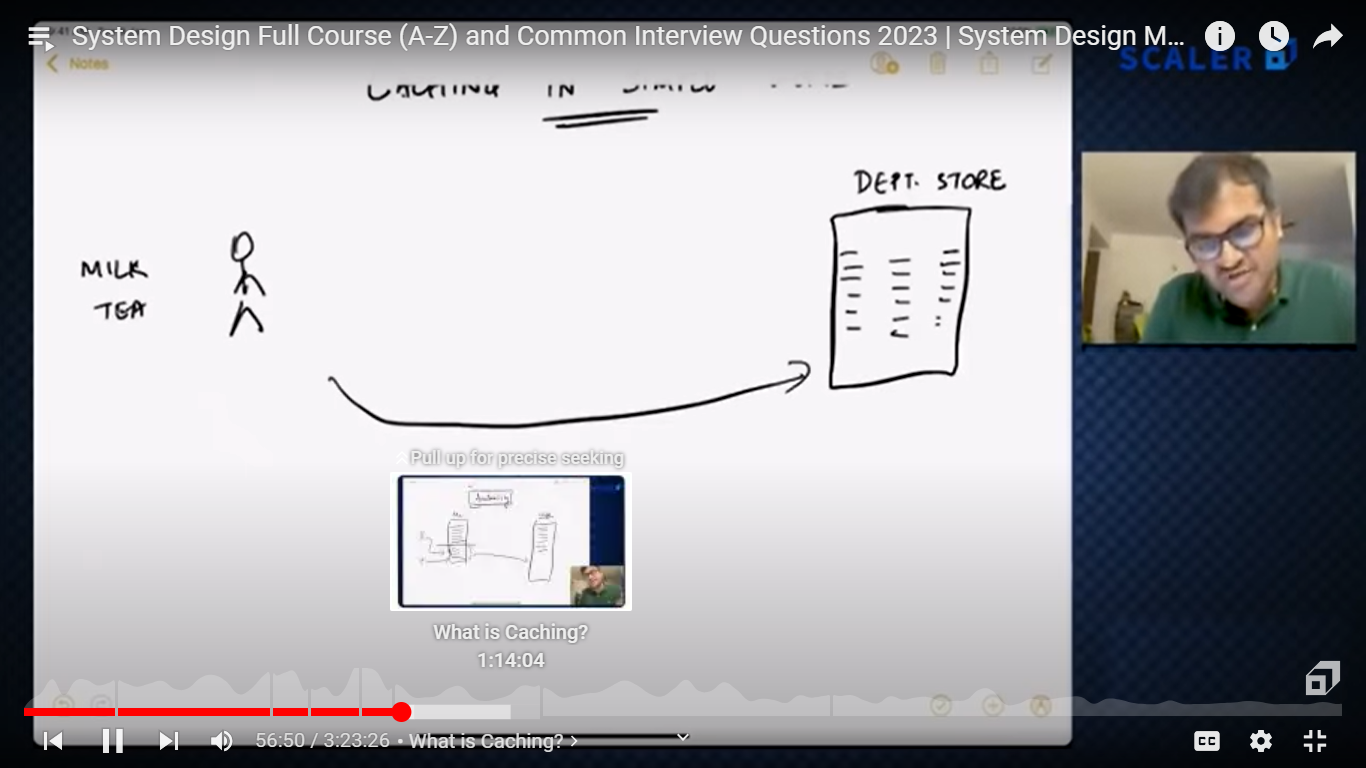 System Design Full Course (A-Z) and Common Interview Questions 2023 | System Design M...
Notes
SCALER
CACHING IN
DEPT. STORE
MILK
TEA
Pull up for precise seeking
What is Caching?
1:14:04
56:50 / 3:23:26 • What is Caching? >
CC